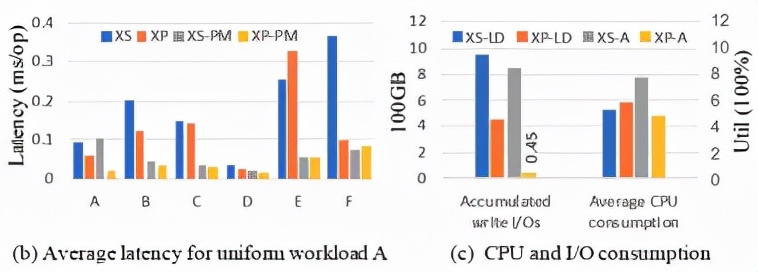 0.4
0.3
0.2
0.1
0
Latency (ms/op)
XS XP XS-PM XP-PM
A B C D E F
(b) Average latency for uniform workload A
12
10
8
6
4
2
0
100GB
XS-LD XP-LD XS-A XP-A
0.45
12
10
8
6
4
2
0
Util (100%)
Accumulated
write I/Os
Average CPU
consumption
(c) CPU and I/O consumption